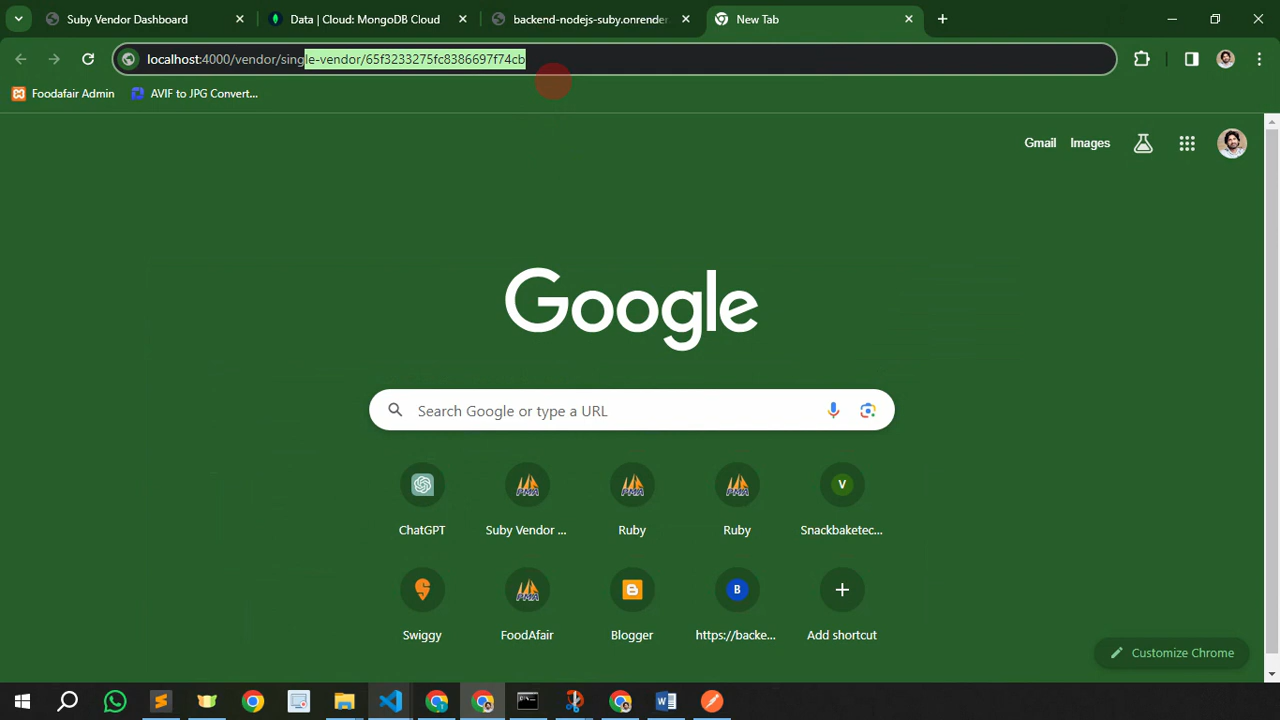 Suby Vendor Dashboard
Data | Cloud: MongoDB Cloud
backend-nodejs-suby.onrender
New Tab
localhost:4000/vendor/single-vendor/65f3233275fc8386697f74cb
Foodafair Admin
AVIF to JPG Convert...
Gmail
Images
Google
Search Google or type a URL
ChatGPT
Suby Vendor ...
Ruby
Ruby
V
Snackbaketec...
Swiggy
FoodAfair
Blogger
B
https://backe...
Add shortcut
Customize Chrome